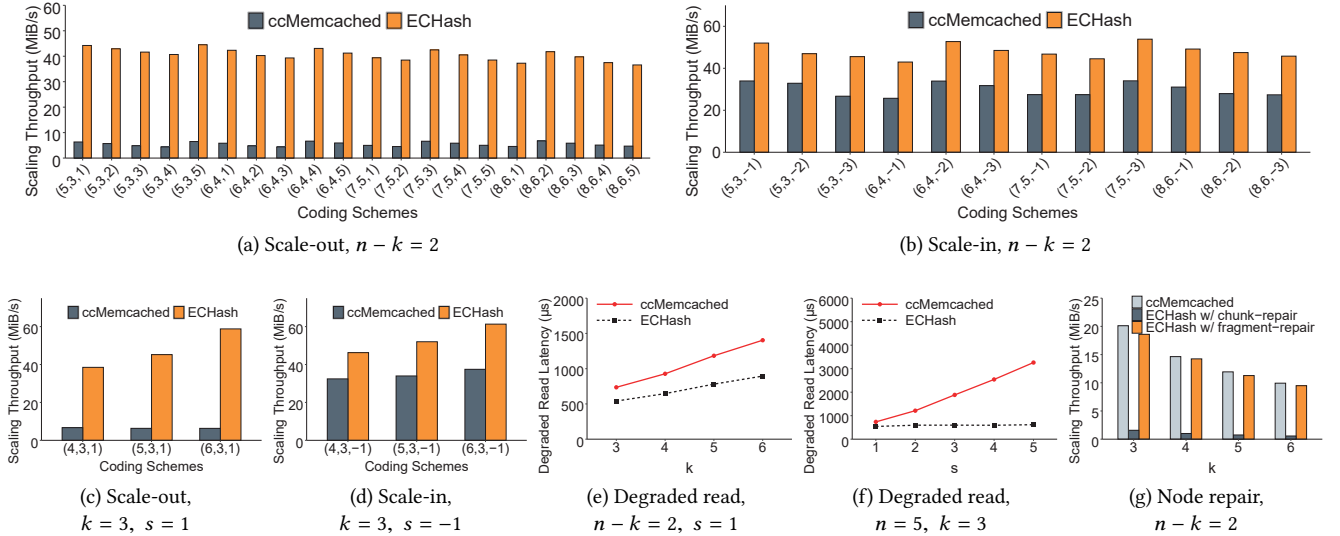 ccMemcached ECHash
Scaling Throughput (MiB/s)
60
50
40
30
20
10
0
(5,3,1) (5,3,2) (5,3,3) (5,3,4) (5,3,5) (6,4,1) (6,4,2) (6,4,3) (6,4,4) (6,4,5) (7,5,1) (7,5,2) (7,5,3) (7,5,4) (7,5,5) (8,6,1) (8,6,2) (8,6,3) (8,6,4) (8,6,5)
Coding Schemes
(a) Scale-out, n − k = 2
ccMemcached ECHash
Scaling Throughput (MiB/s)
60
40
20
0
(5,3,−1) (5,3,−2) (5,3,−3) (6,4,−1) (6,4,−2) (6,4,−3) (7,5,−1) (7,5,−2) (7,5,−3) (8,6,−1) (8,6,−2) (8,6,−3)
Coding Schemes
(b) Scale-in, n − k = 2
ccMemcached ECHash
Scaling Throughput (MiB/s)
60
40
20
0
(4,3,1) (5,3,1) (6,3,1)
Coding Schemes
(c) Scale-out,
k = 3, s = 1
ccMemcached ECHash
Scaling Throughput (MiB/s)
60
40
20
0
(4,3,−1) (5,3,−1) (6,3,−1)
Coding Schemes
(d) Scale-in,
k = 3, s = −1
ccMemcached
ECHash
Degraded Read Latency (μs)
2000
1500
1000
500
0
3 4 5 6
k
(e) Degraded read,
n − k = 2, s = 1
ccMemcached
ECHash
Degraded Read Latency (μs)
6000
5000
4000
3000
2000
1000
0
1 2 3 4 5
s
(f) Degraded read,
n = 5, k = 3
ccMemcached
ECHash w/ chunk−repair
ECHash w/ fragment−repair
Scaling Throughput (MiB/s)
25
20
15
10
5
0
3 4 5 6
k
(g) Node repair,
n − k = 2